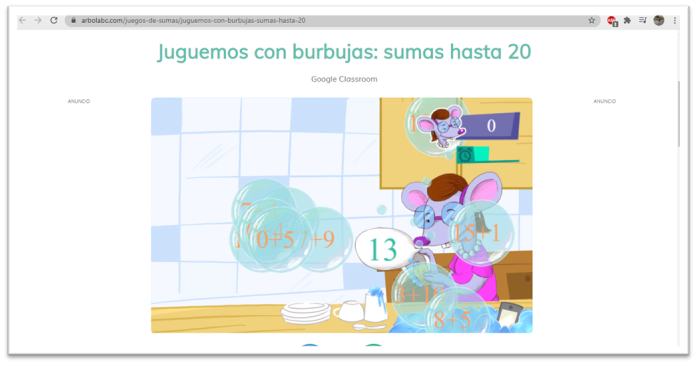 arbolabc.com/juegos-de-sumas/juguemos-con-burbujas-sumas-hasta-20
Juguemos con burbujas: sumas hasta 20
Google Classroom
ANUNCIO
ANUNCIO
0
0+5
+9
13
15+1
8+5